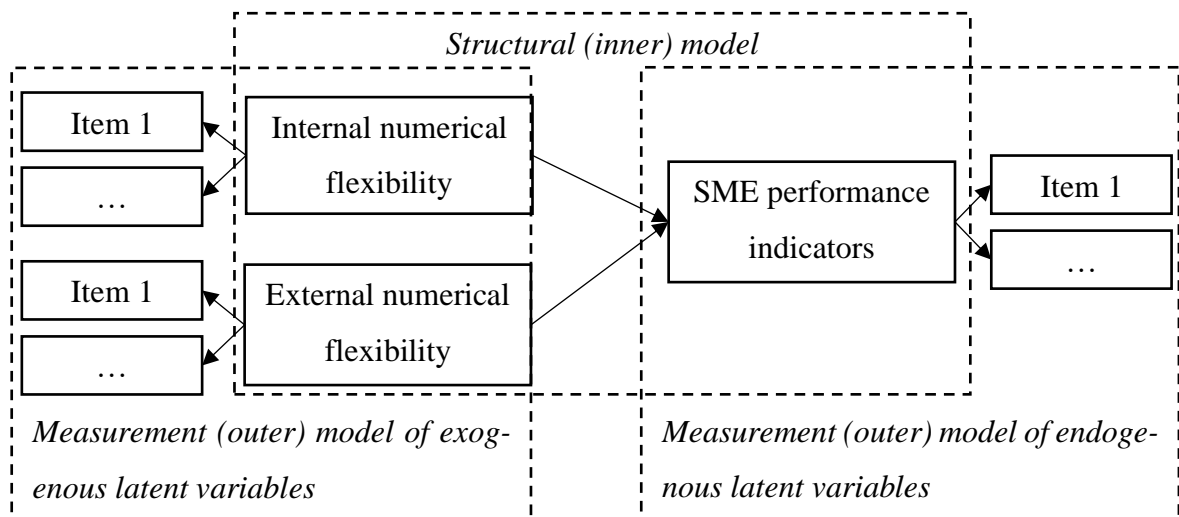 Structural (inner) model
Item 1
…
Internal numerical
flexibility
Item 1
…
External numerical
flexibility
SME performance
indicators
Item 1
…
Measurement (outer) model of exog-
enous latent variables
Measurement (outer) model of endoge-
nous latent variables